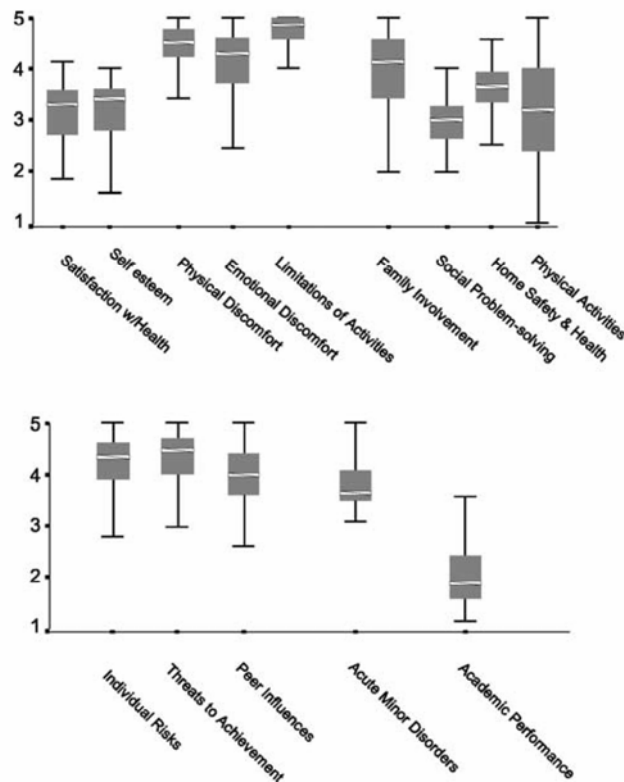 5
4
3
2
1
Satisfaction w/Health
Self esteem
Physical Discomfort
Emotional Discomfort
Limitations of Activities
Family Involvement
Social Problem-solving
Home Safety & Health
Physical Activities
5
4
3
2
1
Individual Risks
Threats to Achievement
Peer Influences
Acute Minor Disorders
Academic Performance